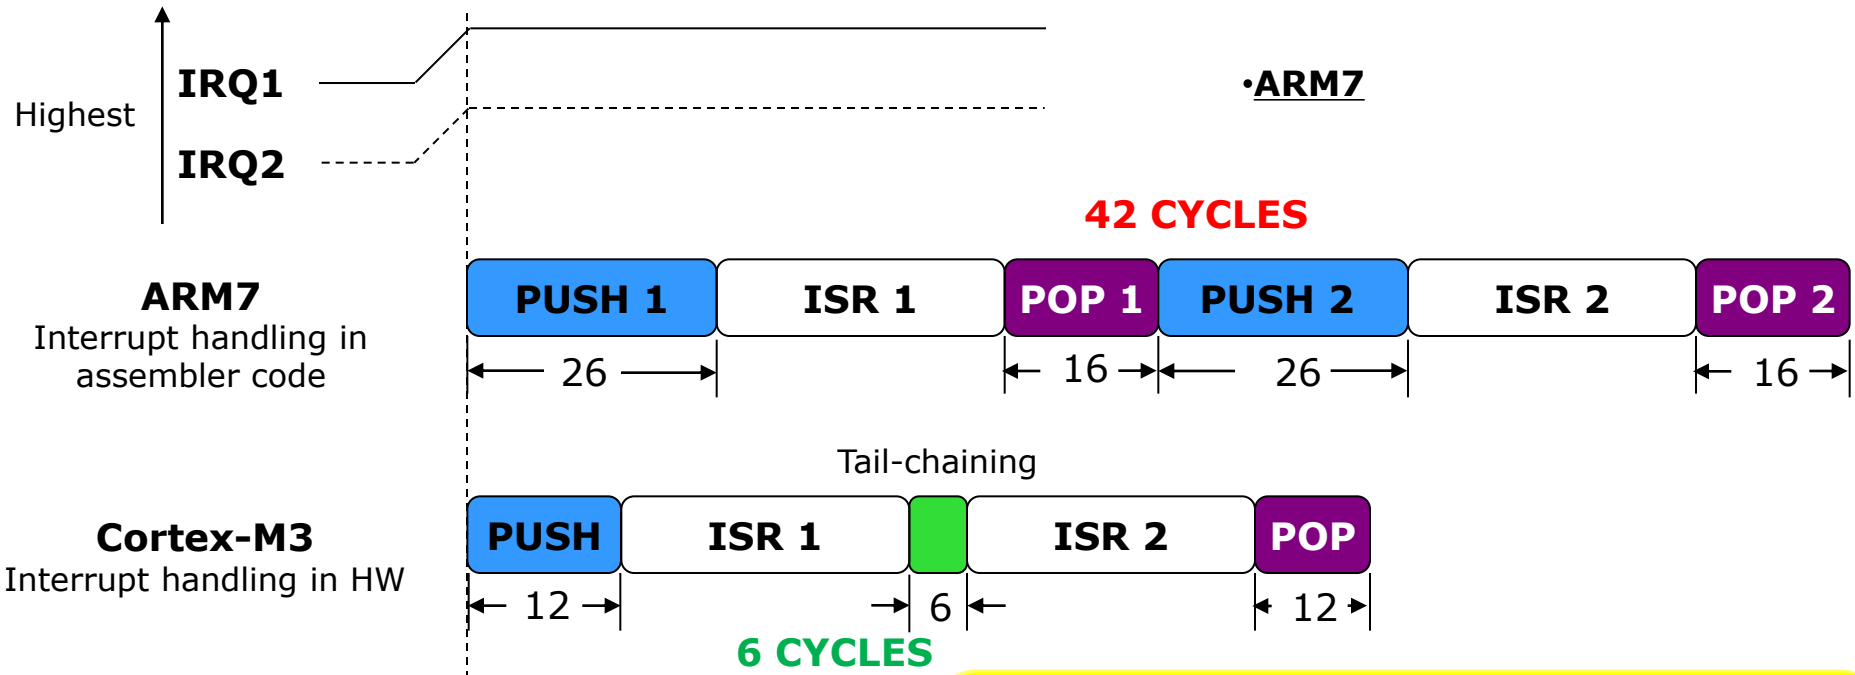 IRQ1
•ARM7
Highest
IRQ2
42 CYCLES
PUSH 1 ISR 1 POP 1 PUSH 2 ISR 2 POP 2
ARM7
Interrupt handling in
assembler code
26 16 26 16
Tail-chaining
PUSH ISR 1 ISR 2 POP
Cortex-M3
Interrupt handling in HW
12 6 12
6 CYCLES